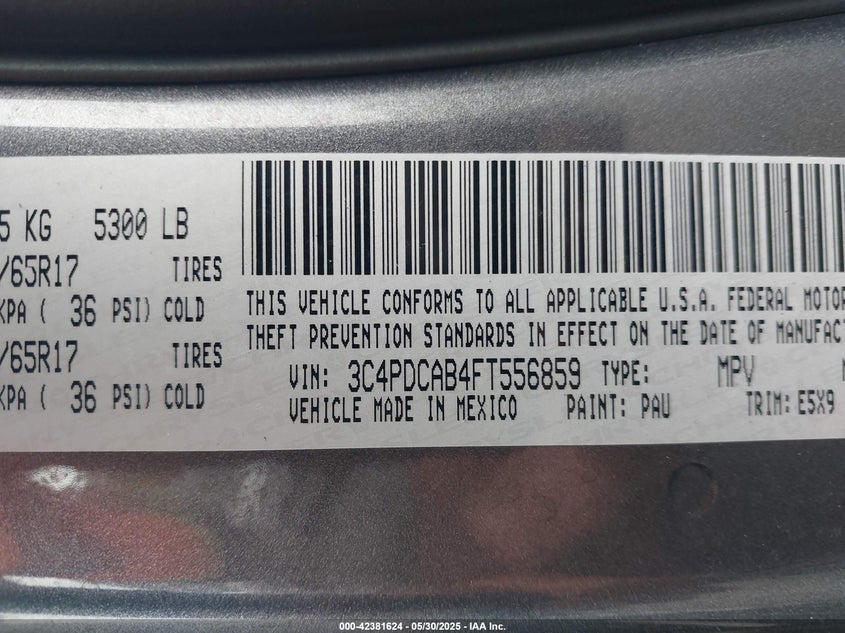 5 KG 5300 LB
/65R17 TIRES
KPA ( 36 PSI) COLD
/65R17 TIRES
KPA ( 36 PSI) COLD
THIS VEHICLE CONFORMS TO ALL APPLICABLE U.S.A. FEDERAL MOTOR
THEFT PREVENTION STANDARDS IN EFFECT ON THE DATE OF MANUFACT
VIN: 3C4PDCAB4FT556859 TYPE: MPV
VEHICLE MADE IN MEXICO PAINT: PAU TRIM: E5X9
000-42381624 - 05/30/2025 - IAA Inc.